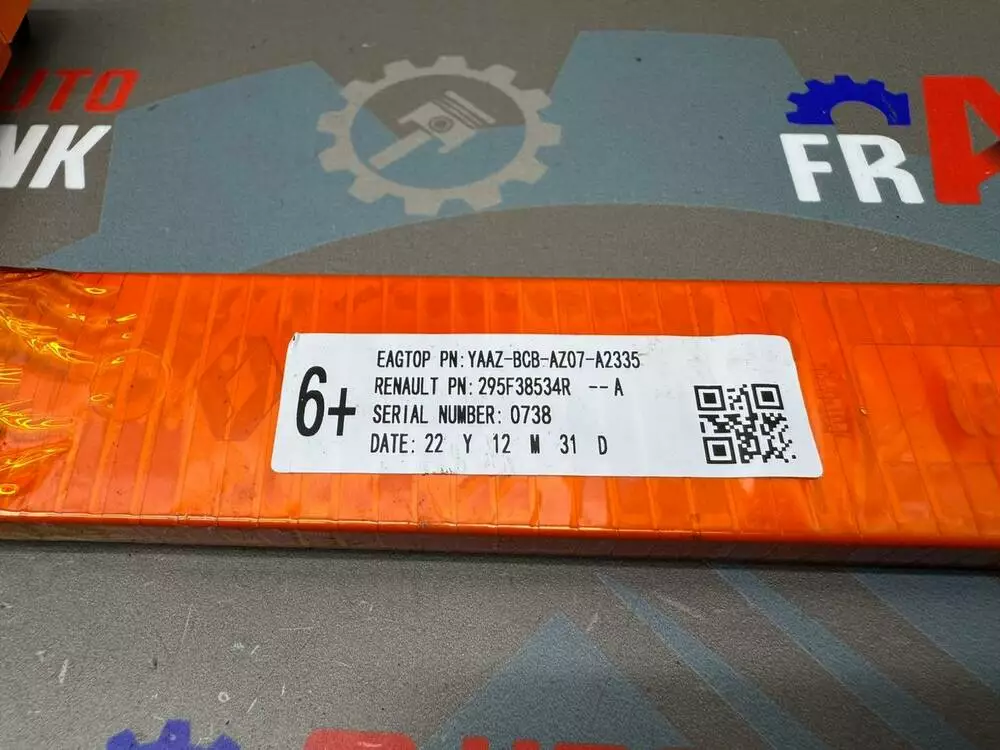 UTO
NK
FRA
6+
EAGTOP PN:YAAZ-BCB-AZ07-A2335
RENAULT PN:295F38534R --A
SERIAL NUMBER: 0738
DATE: 22 Y 12 M 31 D